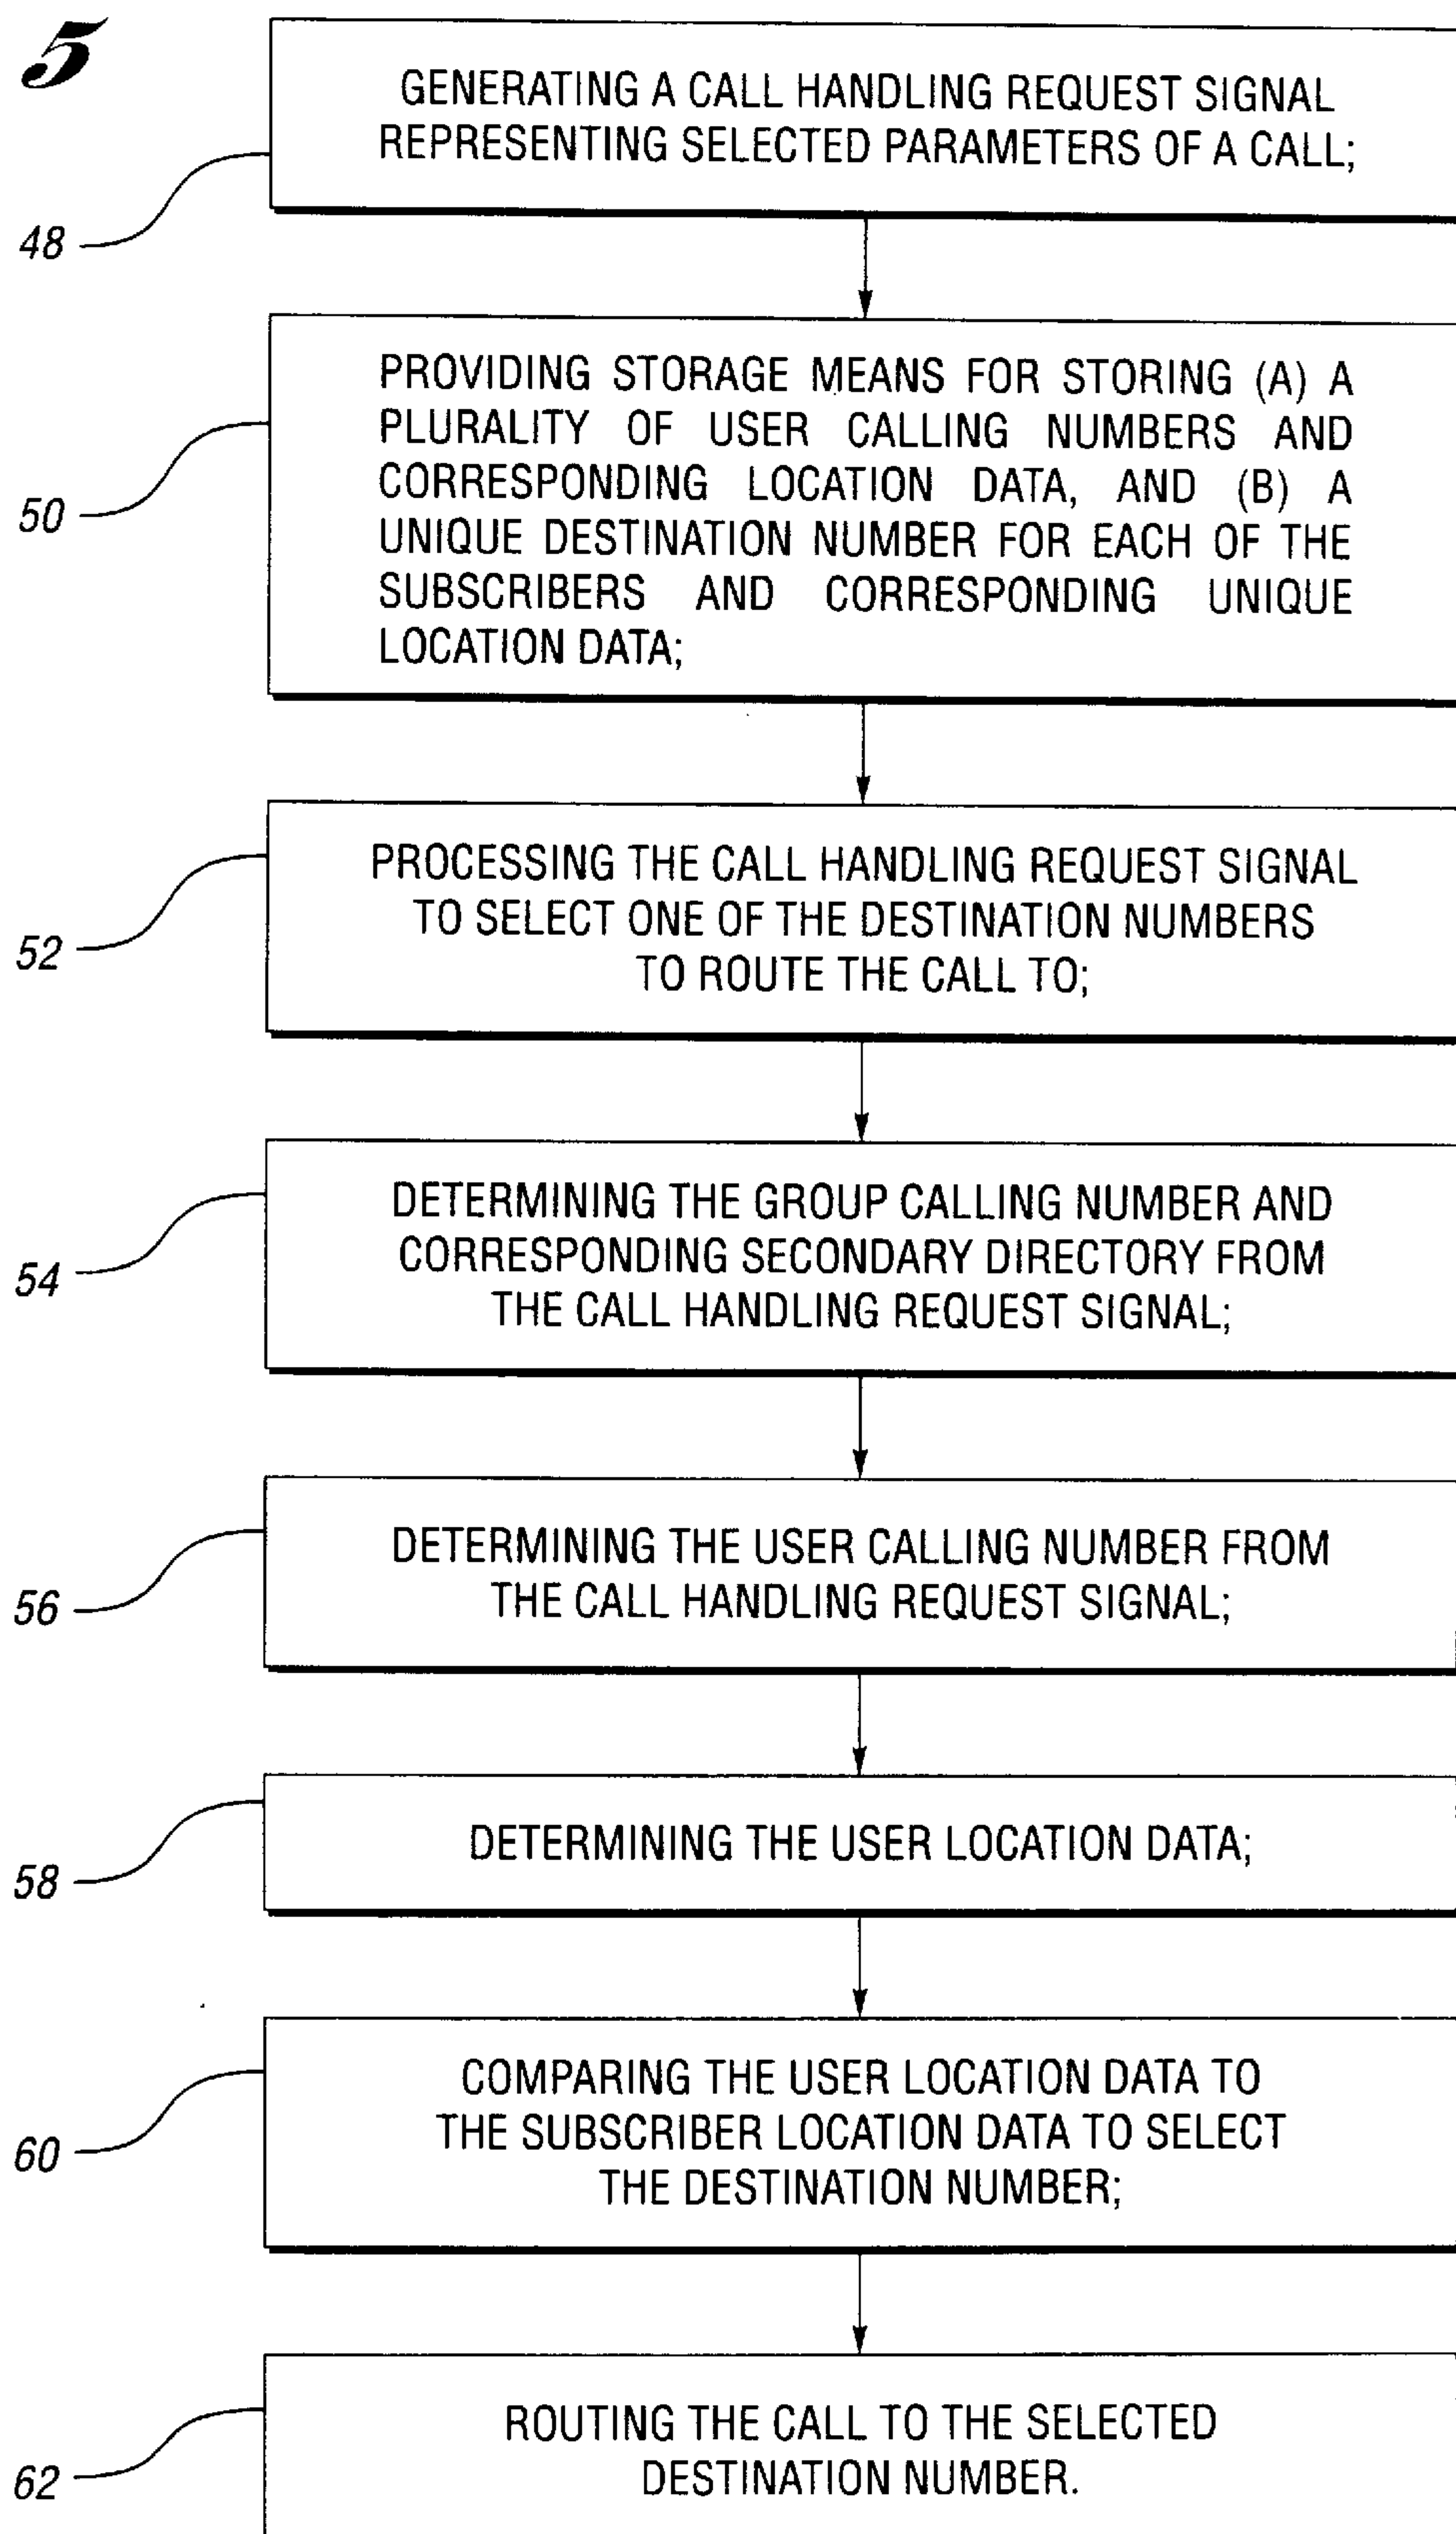 5
GENERATING A CALL HANDLING REQUEST SIGNAL
REPRESENTING SELECTED PARAMETERS OF A CALL;
48
PROVIDING STORAGE MEANS FOR STORING (A) A
PLURALITY OF USER CALLING NUMBERS AND
CORRESPONDING LOCATION DATA, AND (B) A
UNIQUE DESTINATION NUMBER FOR EACH OF THE
SUBSCRIBERS AND CORRESPONDING UNIQUE
LOCATION DATA;
50
PROCESSING THE CALL HANDLING REQUEST SIGNAL
TO SELECT ONE OF THE DESTINATION NUMBERS
TO ROUTE THE CALL TO;
52
DETERMINING THE GROUP CALLING NUMBER AND
CORRESPONDING SECONDARY DIRECTORY FROM
THE CALL HANDLING REQUEST SIGNAL;
54
DETERMINING THE USER CALLING NUMBER FROM
THE CALL HANDLING REQUEST SIGNAL;
56
DETERMINING THE USER LOCATION DATA;
58
COMPARING THE USER LOCATION DATA TO
THE SUBSCRIBER LOCATION DATA TO SELECT
THE DESTINATION NUMBER;
60
ROUTING THE CALL TO THE SELECTED
DESTINATION NUMBER.
62